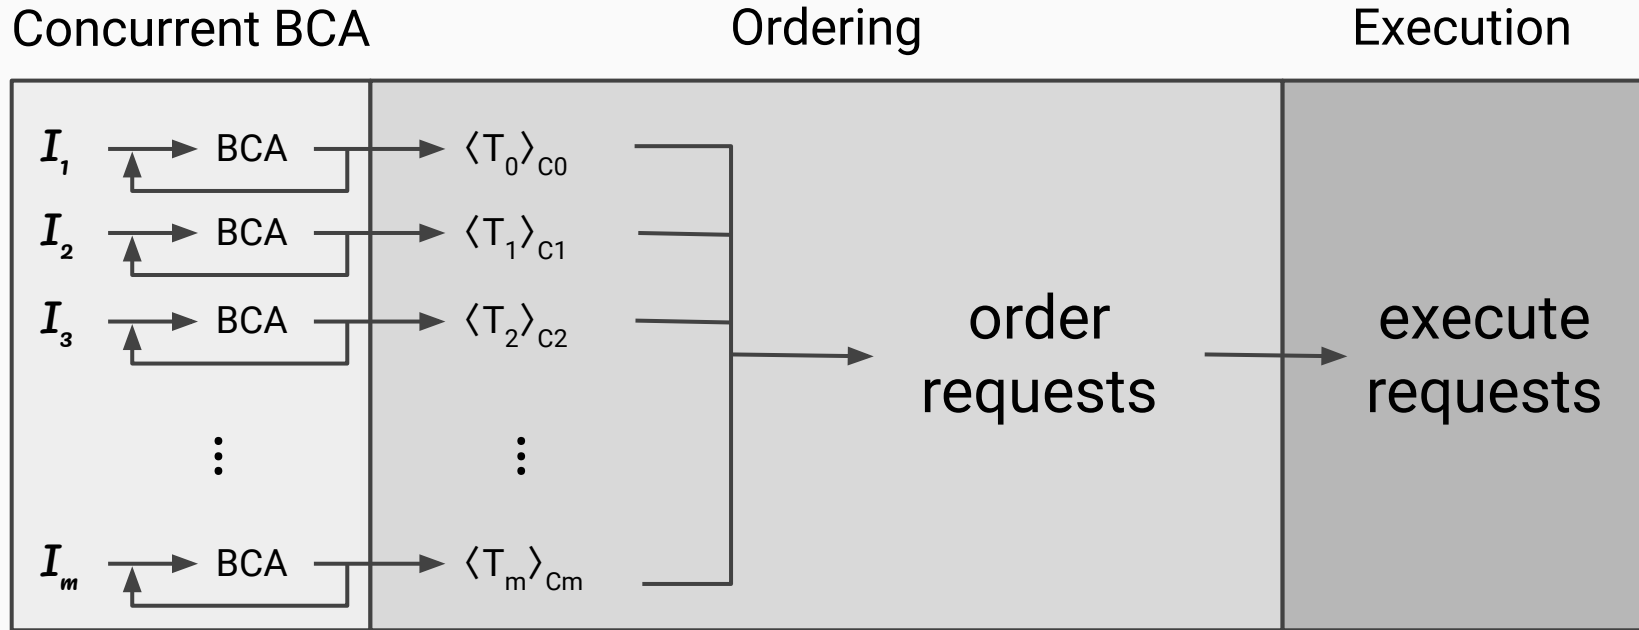 Concurrent BCA Ordering Execution
I₁ BCA ⟨T₀⟩C0
I₂ BCA ⟨T₁⟩C1
I₃ BCA ⟨T₂⟩C2
order requests
execute requests
⋮ ⋮
Iₘ BCA ⟨Tₘ⟩Cm